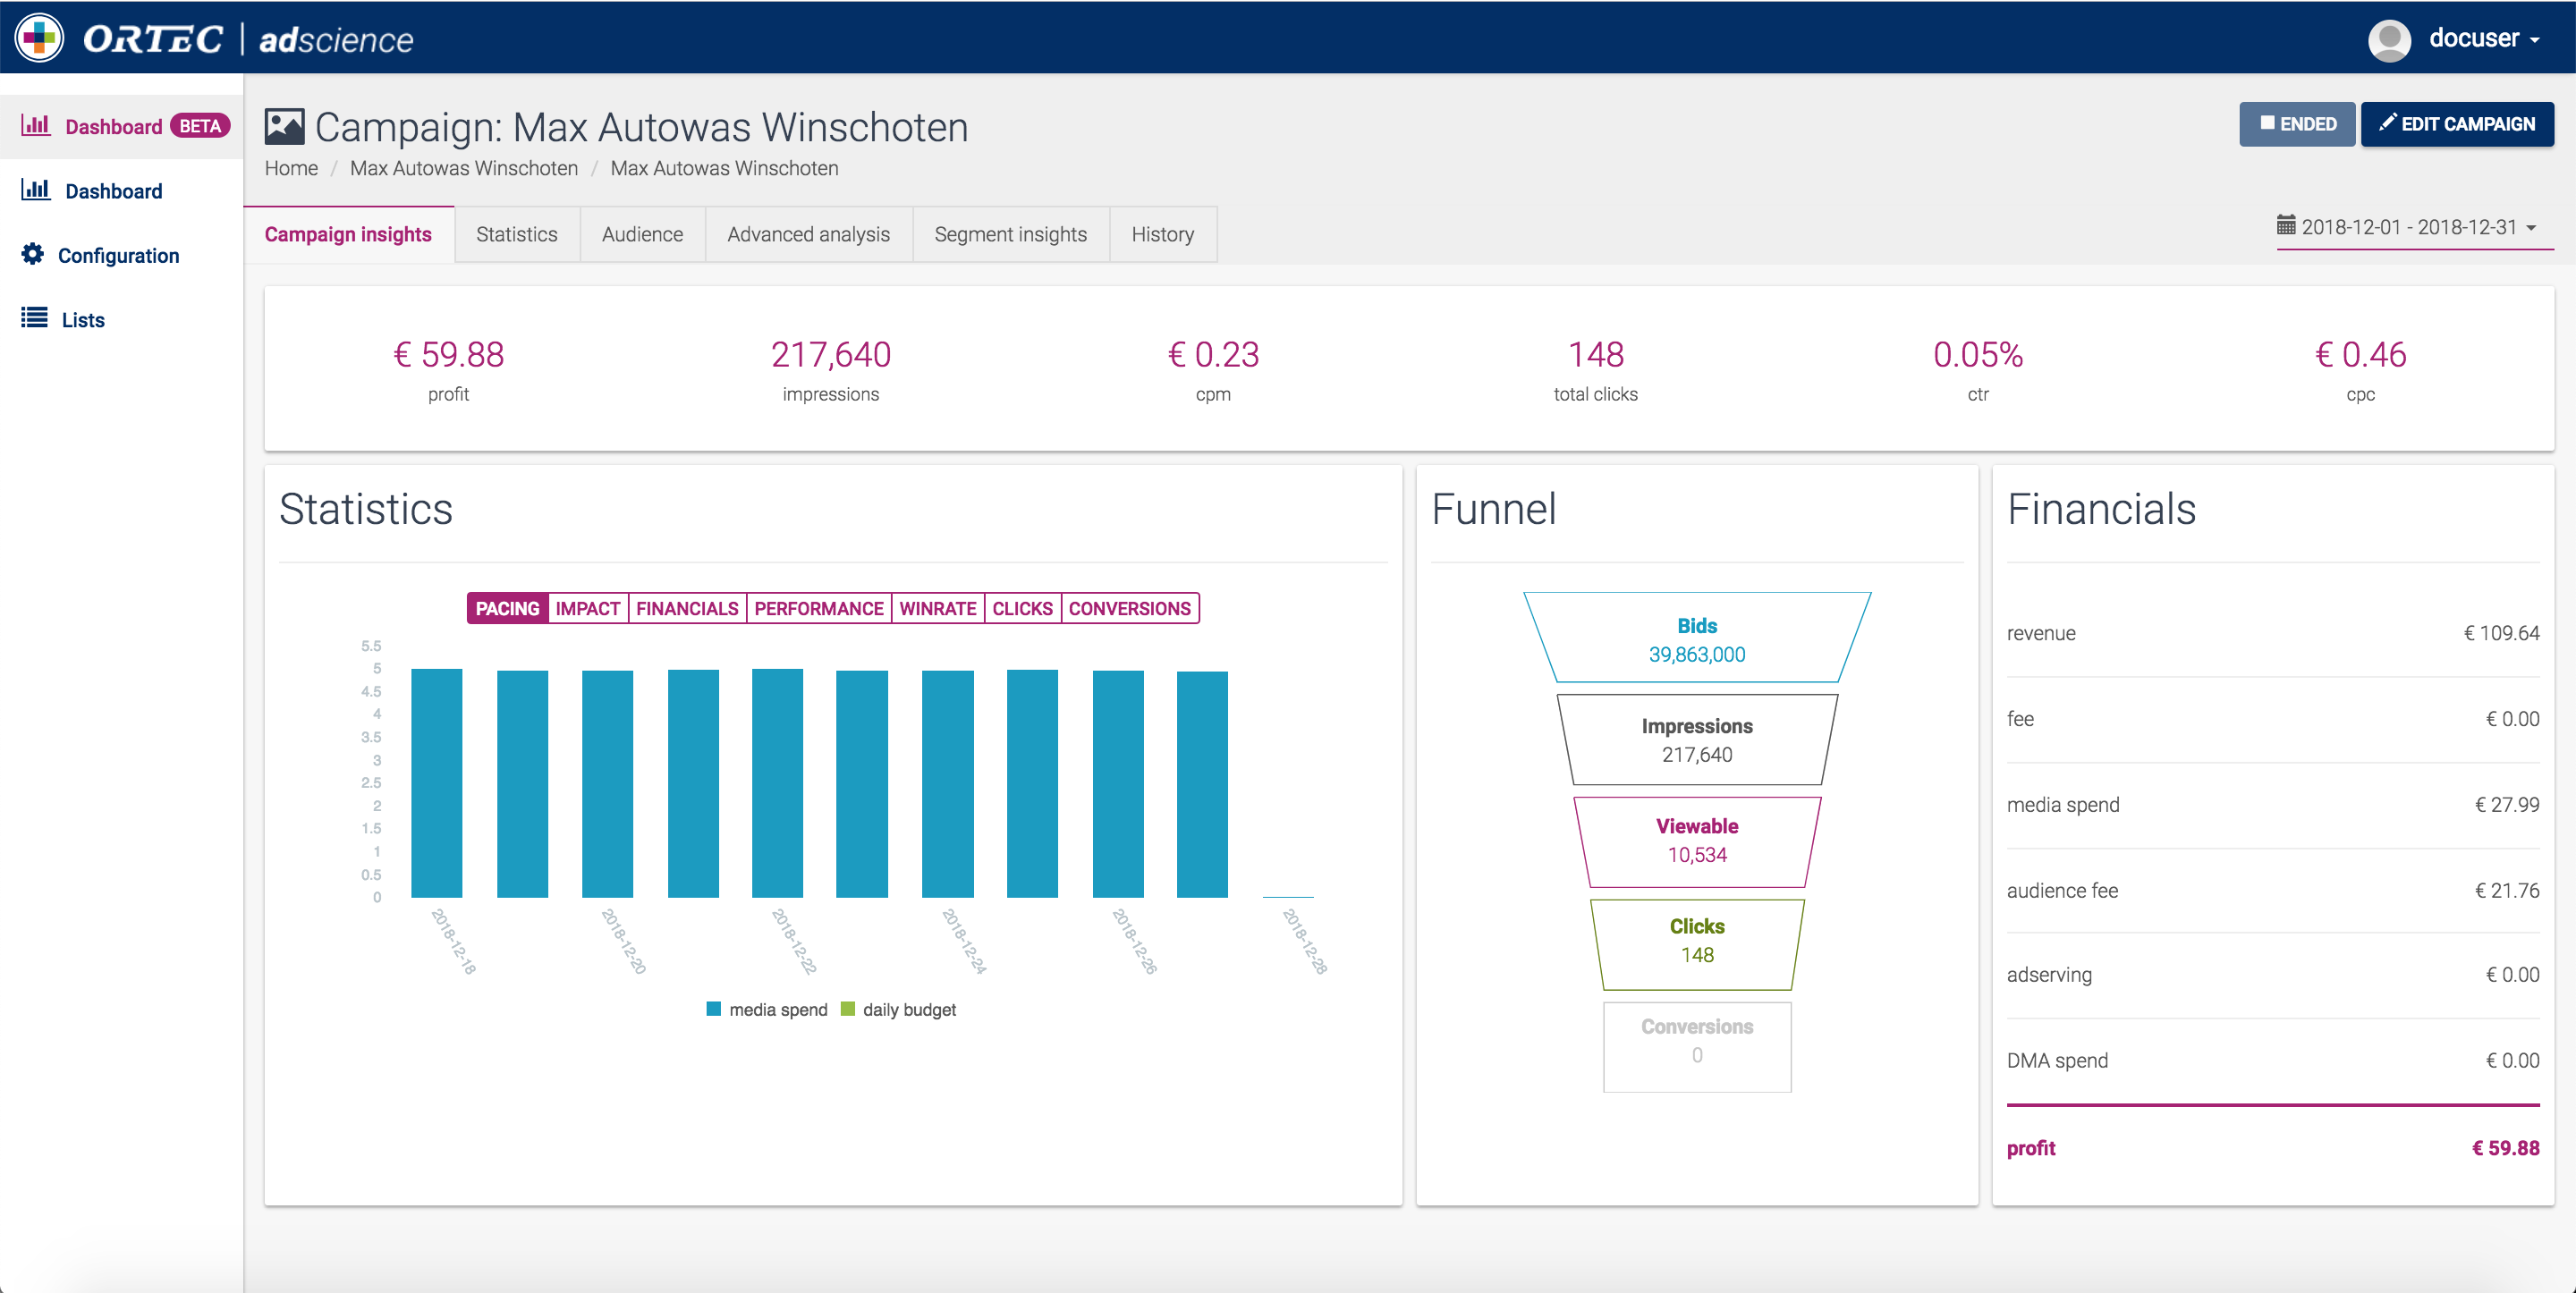 ORTEC | adscience
docuser
Dashboard BETA
Dashboard
Configuration
Lists
Campaign: Max Autowas Winschoten
Home / Max Autowas Winschoten / Max Autowas Winschoten
ENDED
EDIT CAMPAIGN
Campaign insights Statistics Audience Advanced analysis Segment insights History
2018-12-01 - 2018-12-31
€ 59.88 217,640 € 0.23 148 0.05% € 0.46
profit impressions cpm total clicks ctr cpc
Statistics
PACING IMPACT FINANCIALS PERFORMANCE WINRATE CLICKS CONVERSIONS
5.5
5
4.5
4
3.5
3
2.5
2
1.5
1
0.5
0
2018-12-18 2018-12-20 2018-12-22 2018-12-24 2018-12-26 2018-12-28
media spend daily budget
Funnel
Bids
39,863,000
Impressions
217,640
Viewable
10,534
Clicks
148
Conversions
0
Financials
revenue € 109.64
fee € 0.00
media spend € 27.99
audience fee € 21.76
adserving € 0.00
DMA spend € 0.00
profit € 59.88